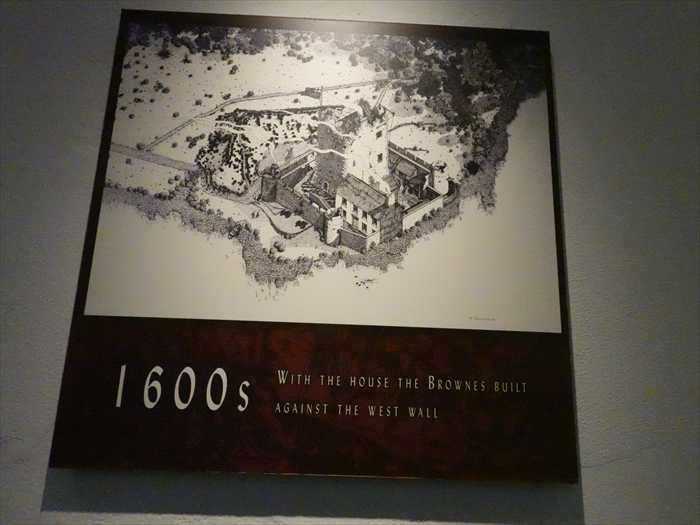 1600s
With the house the Brownes built
against the west wall